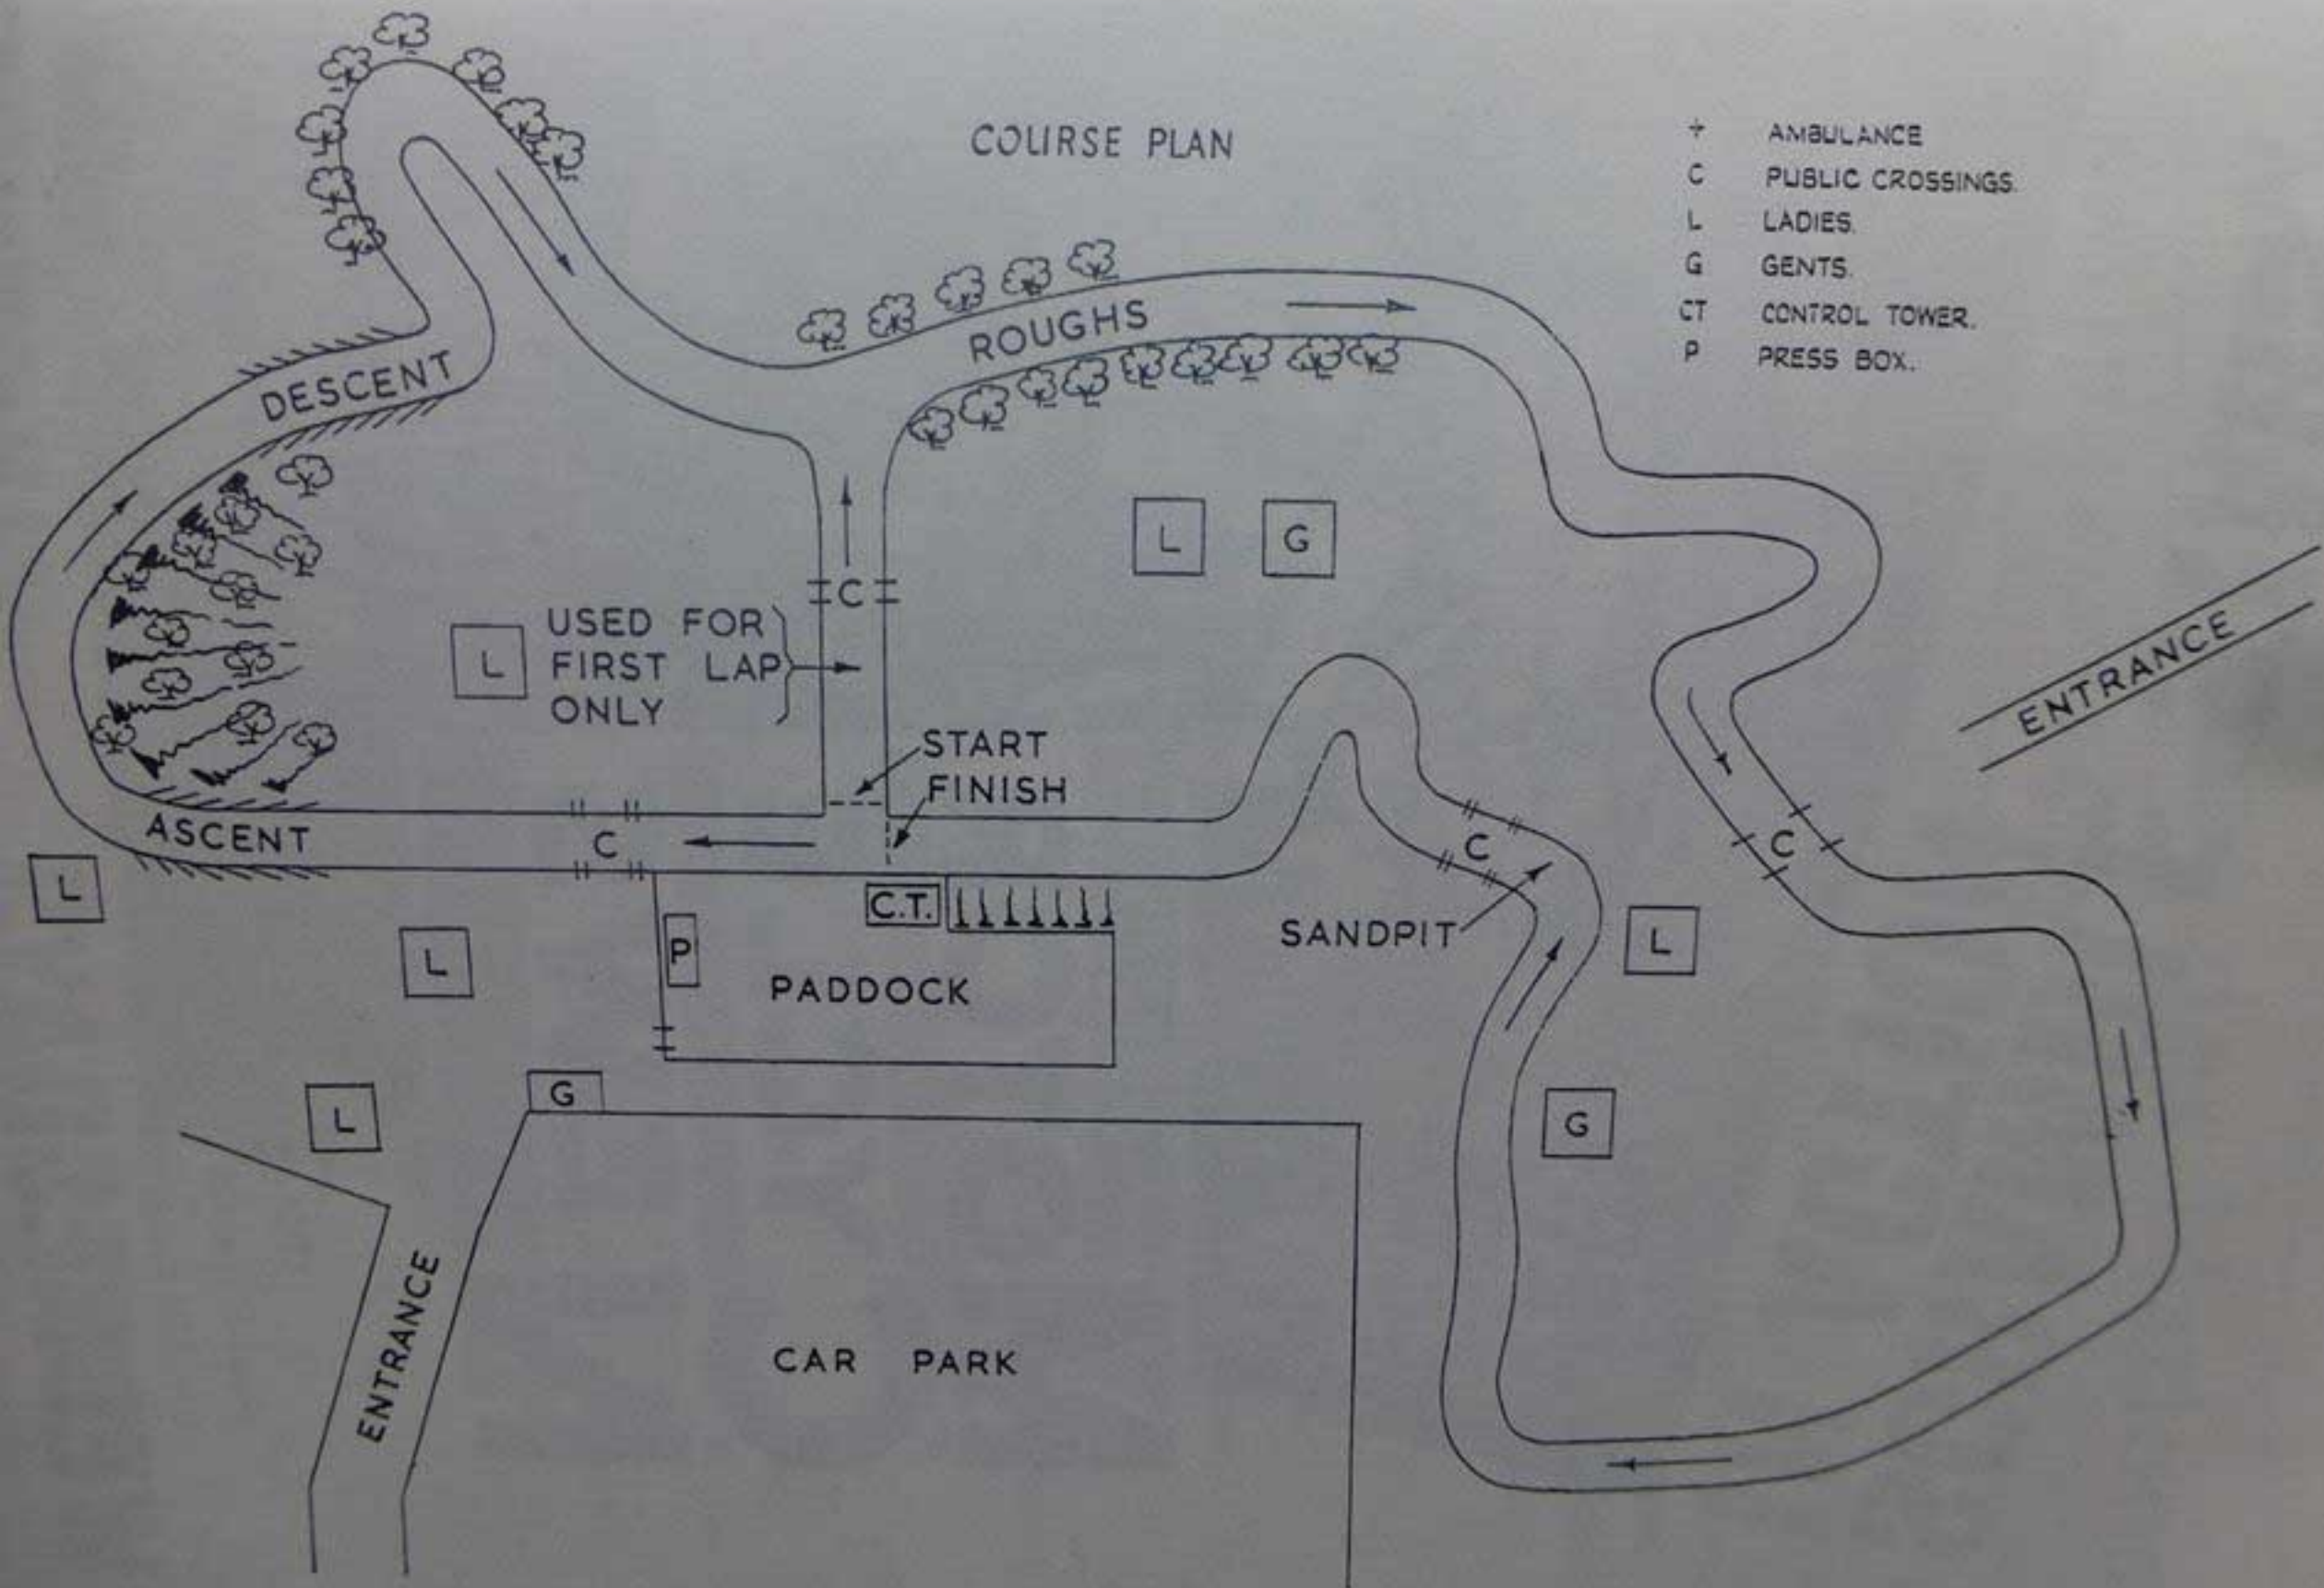 COURSE PLAN
+ AMBULANCE
C PUBLIC CROSSINGS.
L LADIES.
G GENTS.
CT CONTROL TOWER.
P PRESS BOX.
ROUGHS
DESCENT
L G
C
L
USED FOR
FIRST LAP
ONLY
ENTRANCE
START
FINISH
ASCENT
C
C
C
L
C.T.
SANDPIT
L
L
P
PADDOCK
L
G
G
ENTRANCE
CAR PARK